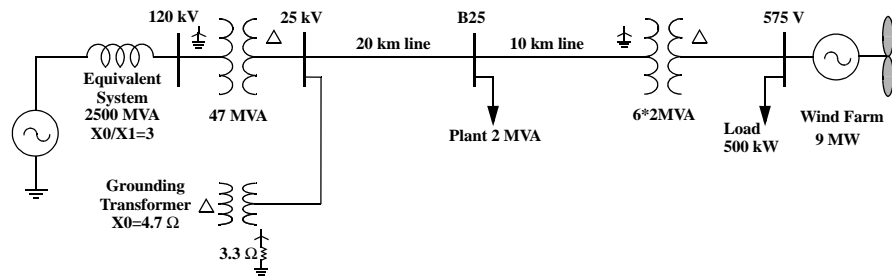 120 kV
25 kV
B25
575 V
20 km line
10 km line
Equivalent
System
2500 MVA
X0/X1=3
47 MVA
Plant 2 MVA
6*2MVA
Load
500 kW
Wind Farm
9 MW
Grounding
Transformer
X0=4.7 Ω
3.3 Ω